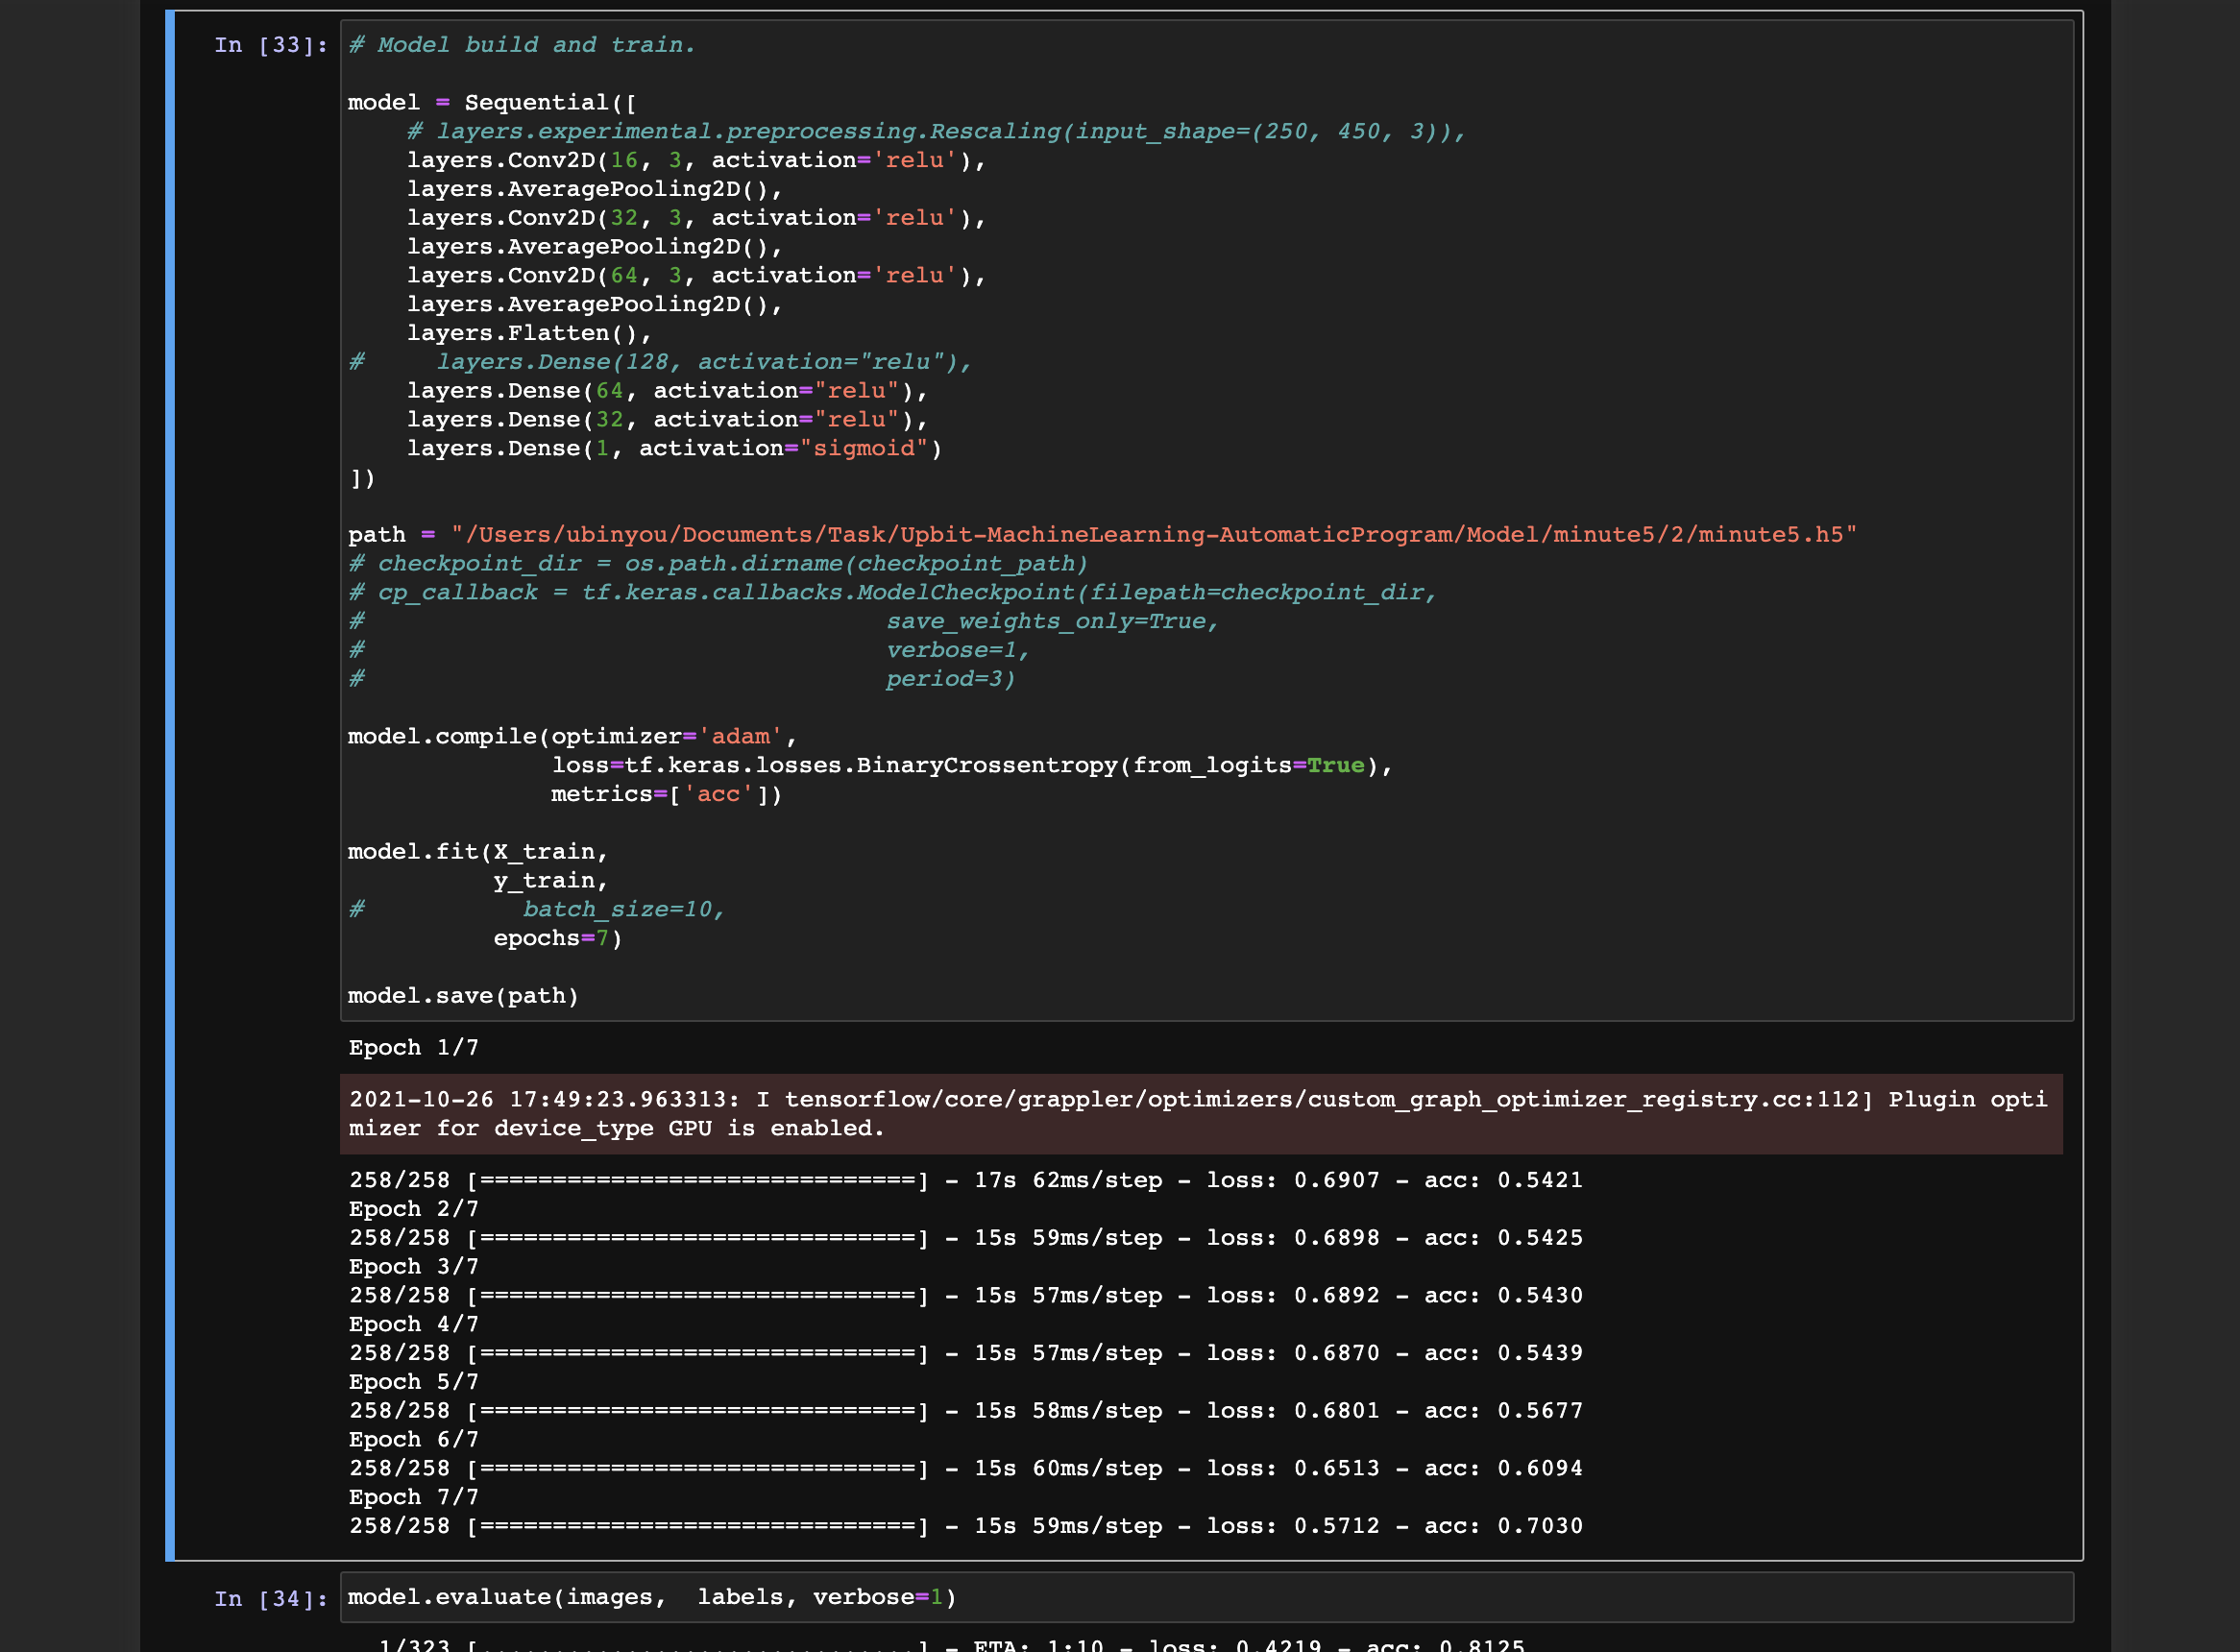 In [33]:
# Model build and train.
model = Sequential([
    # layers.experimental.preprocessing.Rescaling(input_shape=(250, 450, 3)),
    layers.Conv2D(16, 3, activation='relu'),
    layers.AveragePooling2D(),
    layers.Conv2D(32, 3, activation='relu'),
    layers.AveragePooling2D(),
    layers.Conv2D(64, 3, activation='relu'),
    layers.AveragePooling2D(),
    layers.Flatten(),
#     layers.Dense(128, activation="relu"),
    layers.Dense(64, activation="relu"),
    layers.Dense(32, activation="relu"),
    layers.Dense(1, activation="sigmoid")
])
path = "/Users/ubinyou/Documents/Task/Upbit-MachineLearning-AutomaticProgram/Model/minute5/2/minute5.h5"
# checkpoint_dir = os.path.dirname(checkpoint_path)
# cp_callback = tf.keras.callbacks.ModelCheckpoint(filepath=checkpoint_dir,
#                                    save_weights_only=True,
#                                    verbose=1,
#                                    period=3)
model.compile(optimizer='adam',
              loss=tf.keras.losses.BinaryCrossentropy(from_logits=True),
              metrics=['acc'])
model.fit(X_train,
          y_train,
#           batch_size=10,
          epochs=7)
model.save(path)
Epoch 1/7
2021-10-26 17:49:23.963313: I tensorflow/core/grappler/optimizers/custom_graph_optimizer_registry.cc:112] Plugin opti
mizer for device_type GPU is enabled.
258/258 [==============================] - 17s 62ms/step - loss: 0.6907 - acc: 0.5421
Epoch 2/7
258/258 [==============================] - 15s 59ms/step - loss: 0.6898 - acc: 0.5425
Epoch 3/7
258/258 [==============================] - 15s 57ms/step - loss: 0.6892 - acc: 0.5430
Epoch 4/7
258/258 [==============================] - 15s 57ms/step - loss: 0.6870 - acc: 0.5439
Epoch 5/7
258/258 [==============================] - 15s 58ms/step - loss: 0.6801 - acc: 0.5677
Epoch 6/7
258/258 [==============================] - 15s 60ms/step - loss: 0.6513 - acc: 0.6094
Epoch 7/7
258/258 [==============================] - 15s 59ms/step - loss: 0.5712 - acc: 0.7030
In [34]:
model.evaluate(images,  labels, verbose=1)
1/323 [..............................] - ETA: 1:10 - loss: 0.4219 - acc: 0.8125